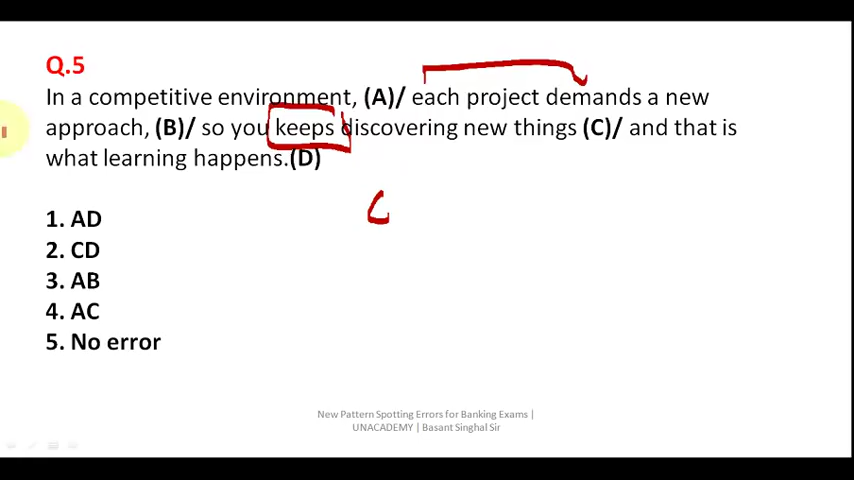 Q.5
In a competitive environment, (A)/ each project demands a new
approach, (B)/ so you keeps discovering new things (C)/ and that is
what learning happens.(D)
C
1. AD
2. CD
3. AB
4. AC
5. No error
New Pattern Spotting Errors for Banking Exams |
UNACADEMY | Basant Singhal Sir